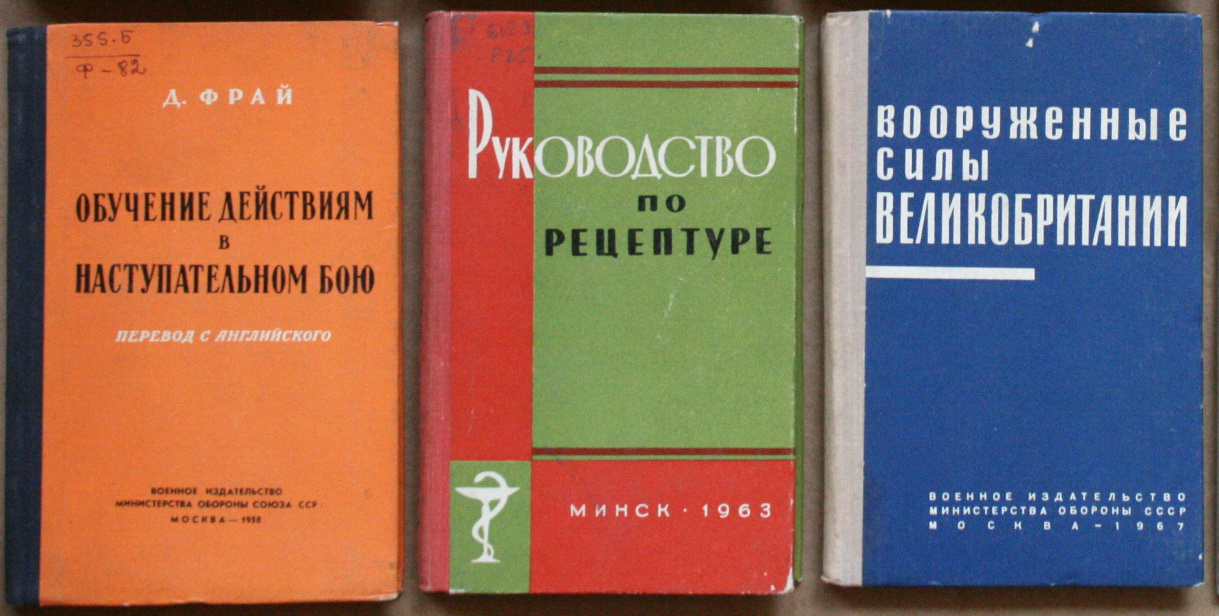 355.Б
Ф-82
Д. ФРАЙ
ОБУЧЕНИЕ ДЕЙСТВИЯМ
В
НАСТУПАТЕЛЬНОМ БОЮ
ПЕРЕВОД С АНГЛИЙСКОГО
ВОЕННОЕ ИЗДАТЕЛЬСТВО
МИНИСТЕРСТВА ОБОРОНЫ СОЮЗА ССР
МОСКВА — 1958
РУКОВОДСТВО
ПО
РЕЦЕПТУРЕ
МИНСК · 1963
ВООРУЖЕННЫЕ
СИЛЫ
ВЕЛИКОБРИТАНИИ
ВОЕННОЕ ИЗДАТЕЛЬСТВО
МИНИСТЕРСТВА ОБОРОНЫ СССР
МОСКВА – 1967